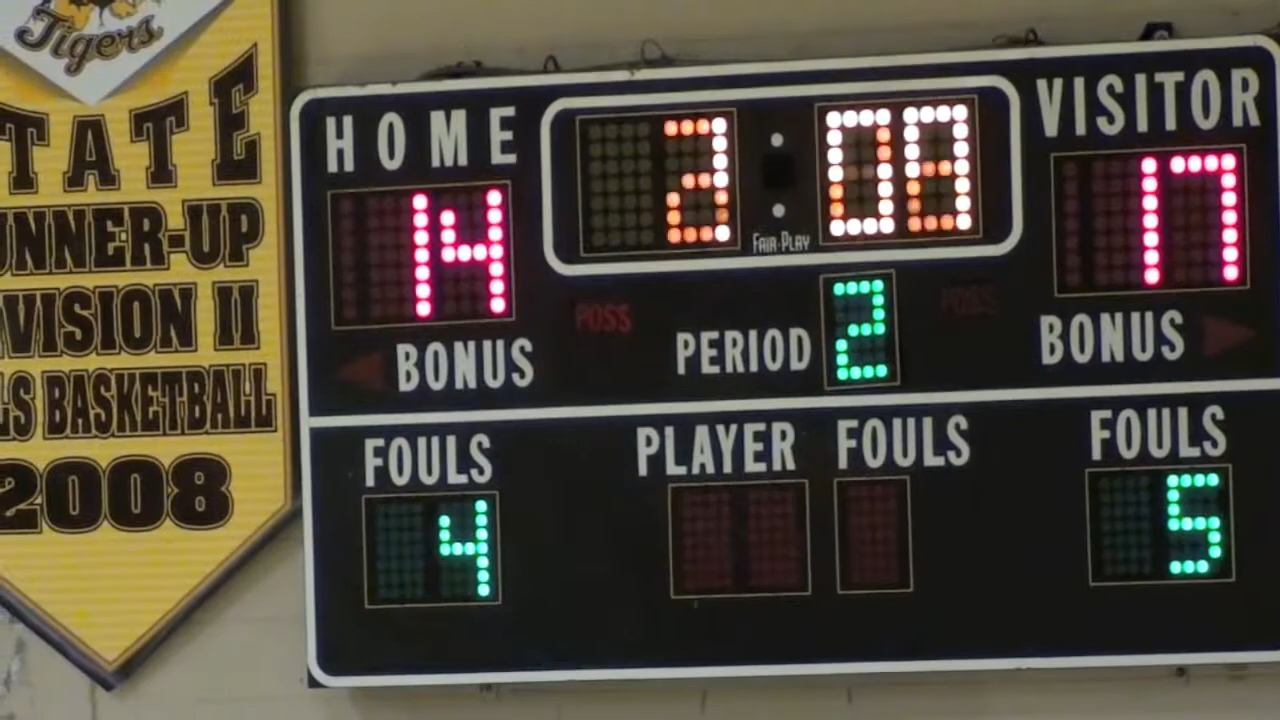 Tigers
TATE
UNNER-UP
VISION II
LS BASKETBALL
2008
HOME
2:08
VISITOR
14
FAIR-PLAY
17
POSS
PERIOD 2
POSS
BONUS
BONUS
FOULS
PLAYER FOULS
FOULS
4
5